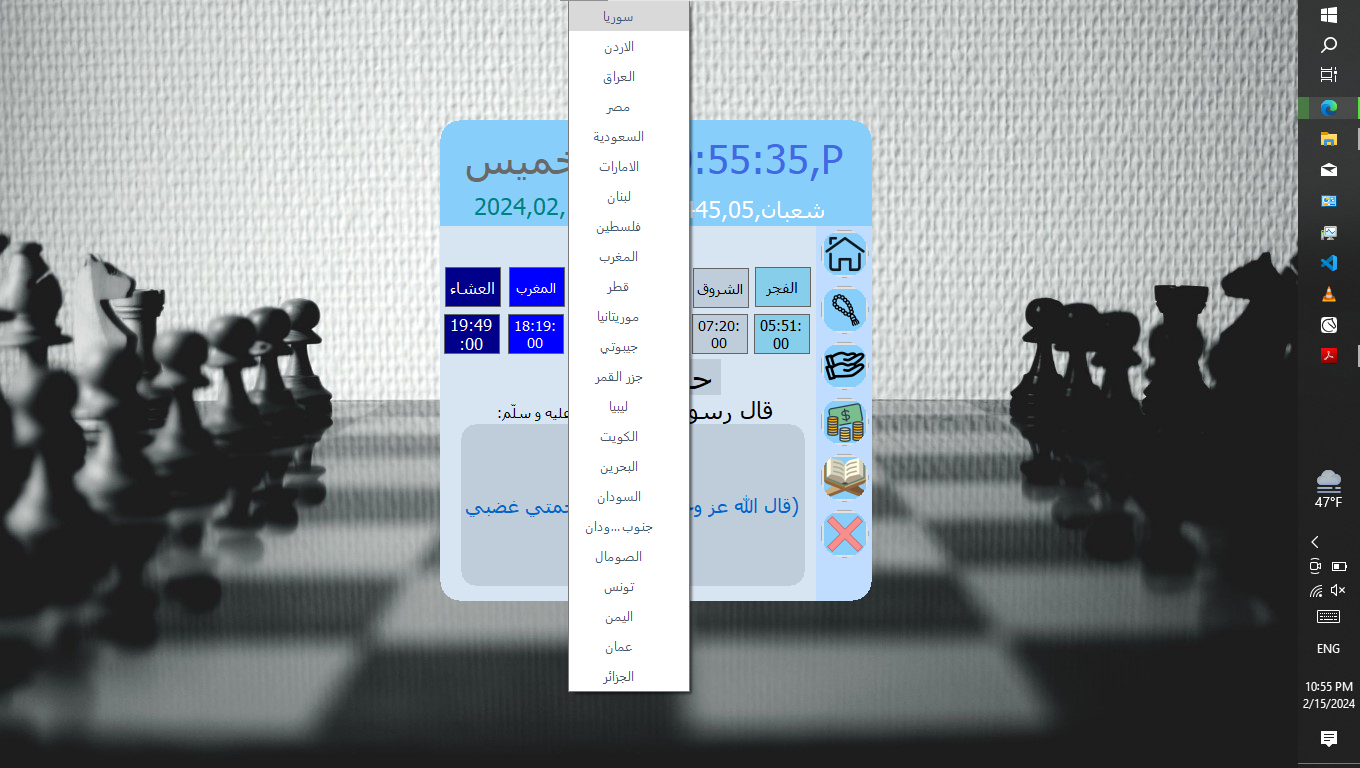 سوريا
الاردن
العراق
مصر
السعودية
الامارات
لبنان
فلسطين
المغرب
قطر
موريتانيا
جيبوتي
جزر القمر
ليبيا
الكويت
البحرين
السودان
جنوب...ودان
الصومال
تونس
اليمن
عمان
الجزائر
:55:35,P
خميس
شعبان,05,445
2024,02,
الفجر
الشروق
المغرب
العشاء
05:51:
00
07:20:
00
18:19:
00
19:49
:00
قال رسو
عليه و سلّم:
(قال الله عز و
حمتي غضبي
47°F
ENG
10:55 PM
2/15/2024